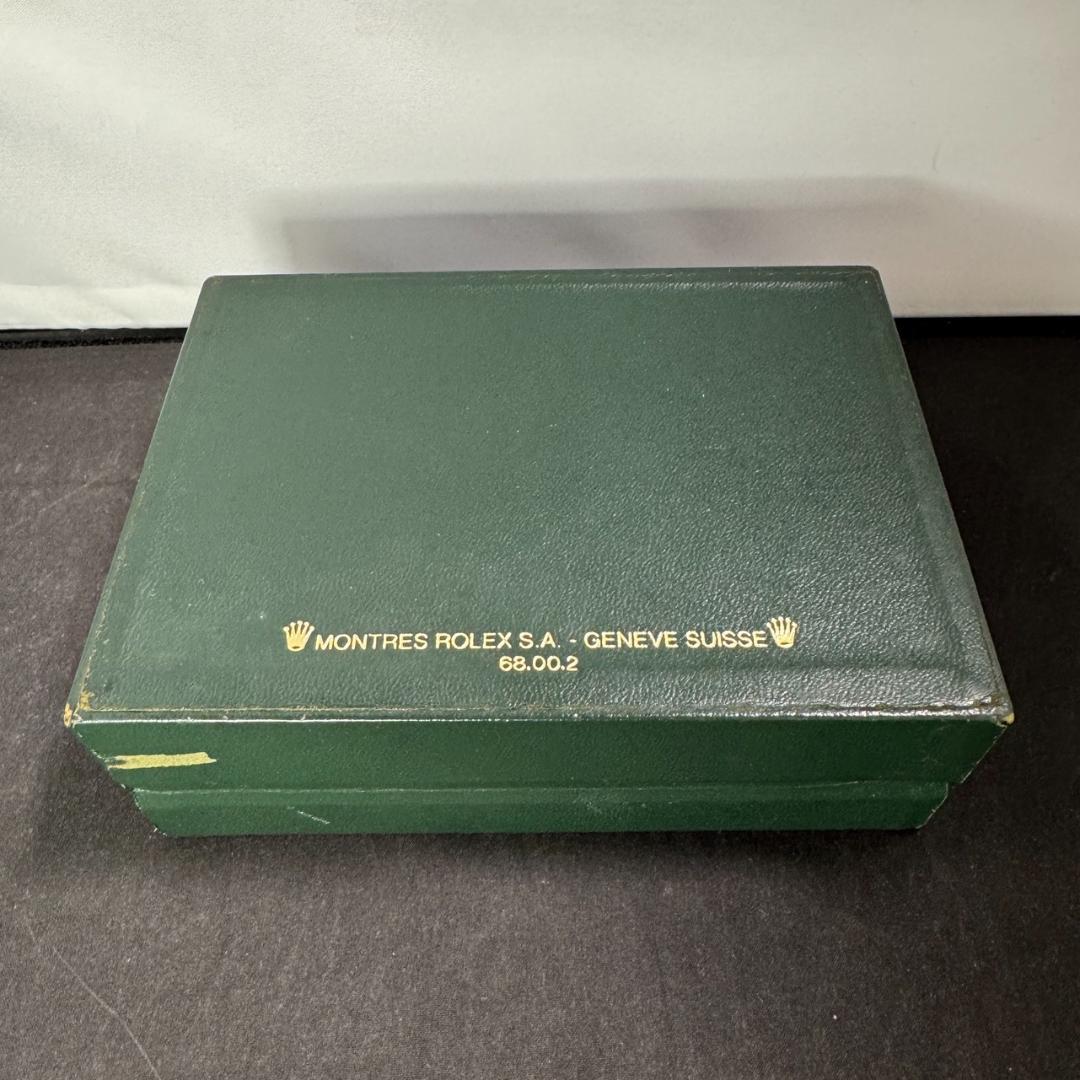 MONTRES ROLEX S.A. - GENEVE SUISSE
68.00.2